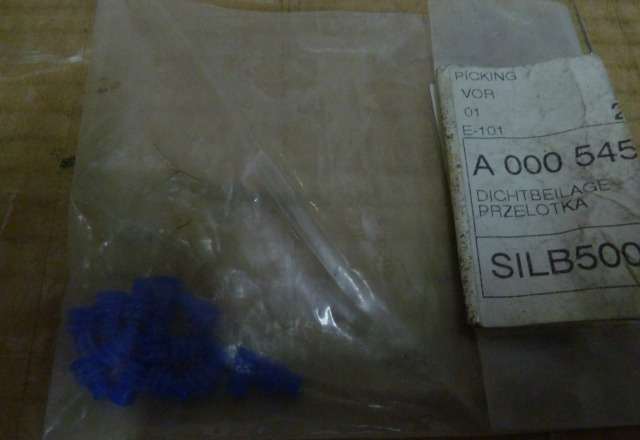 PICKING
VOR
01
E-101
A 000 545
DICHTBEILAGE
PRZELOTKA
SILB500